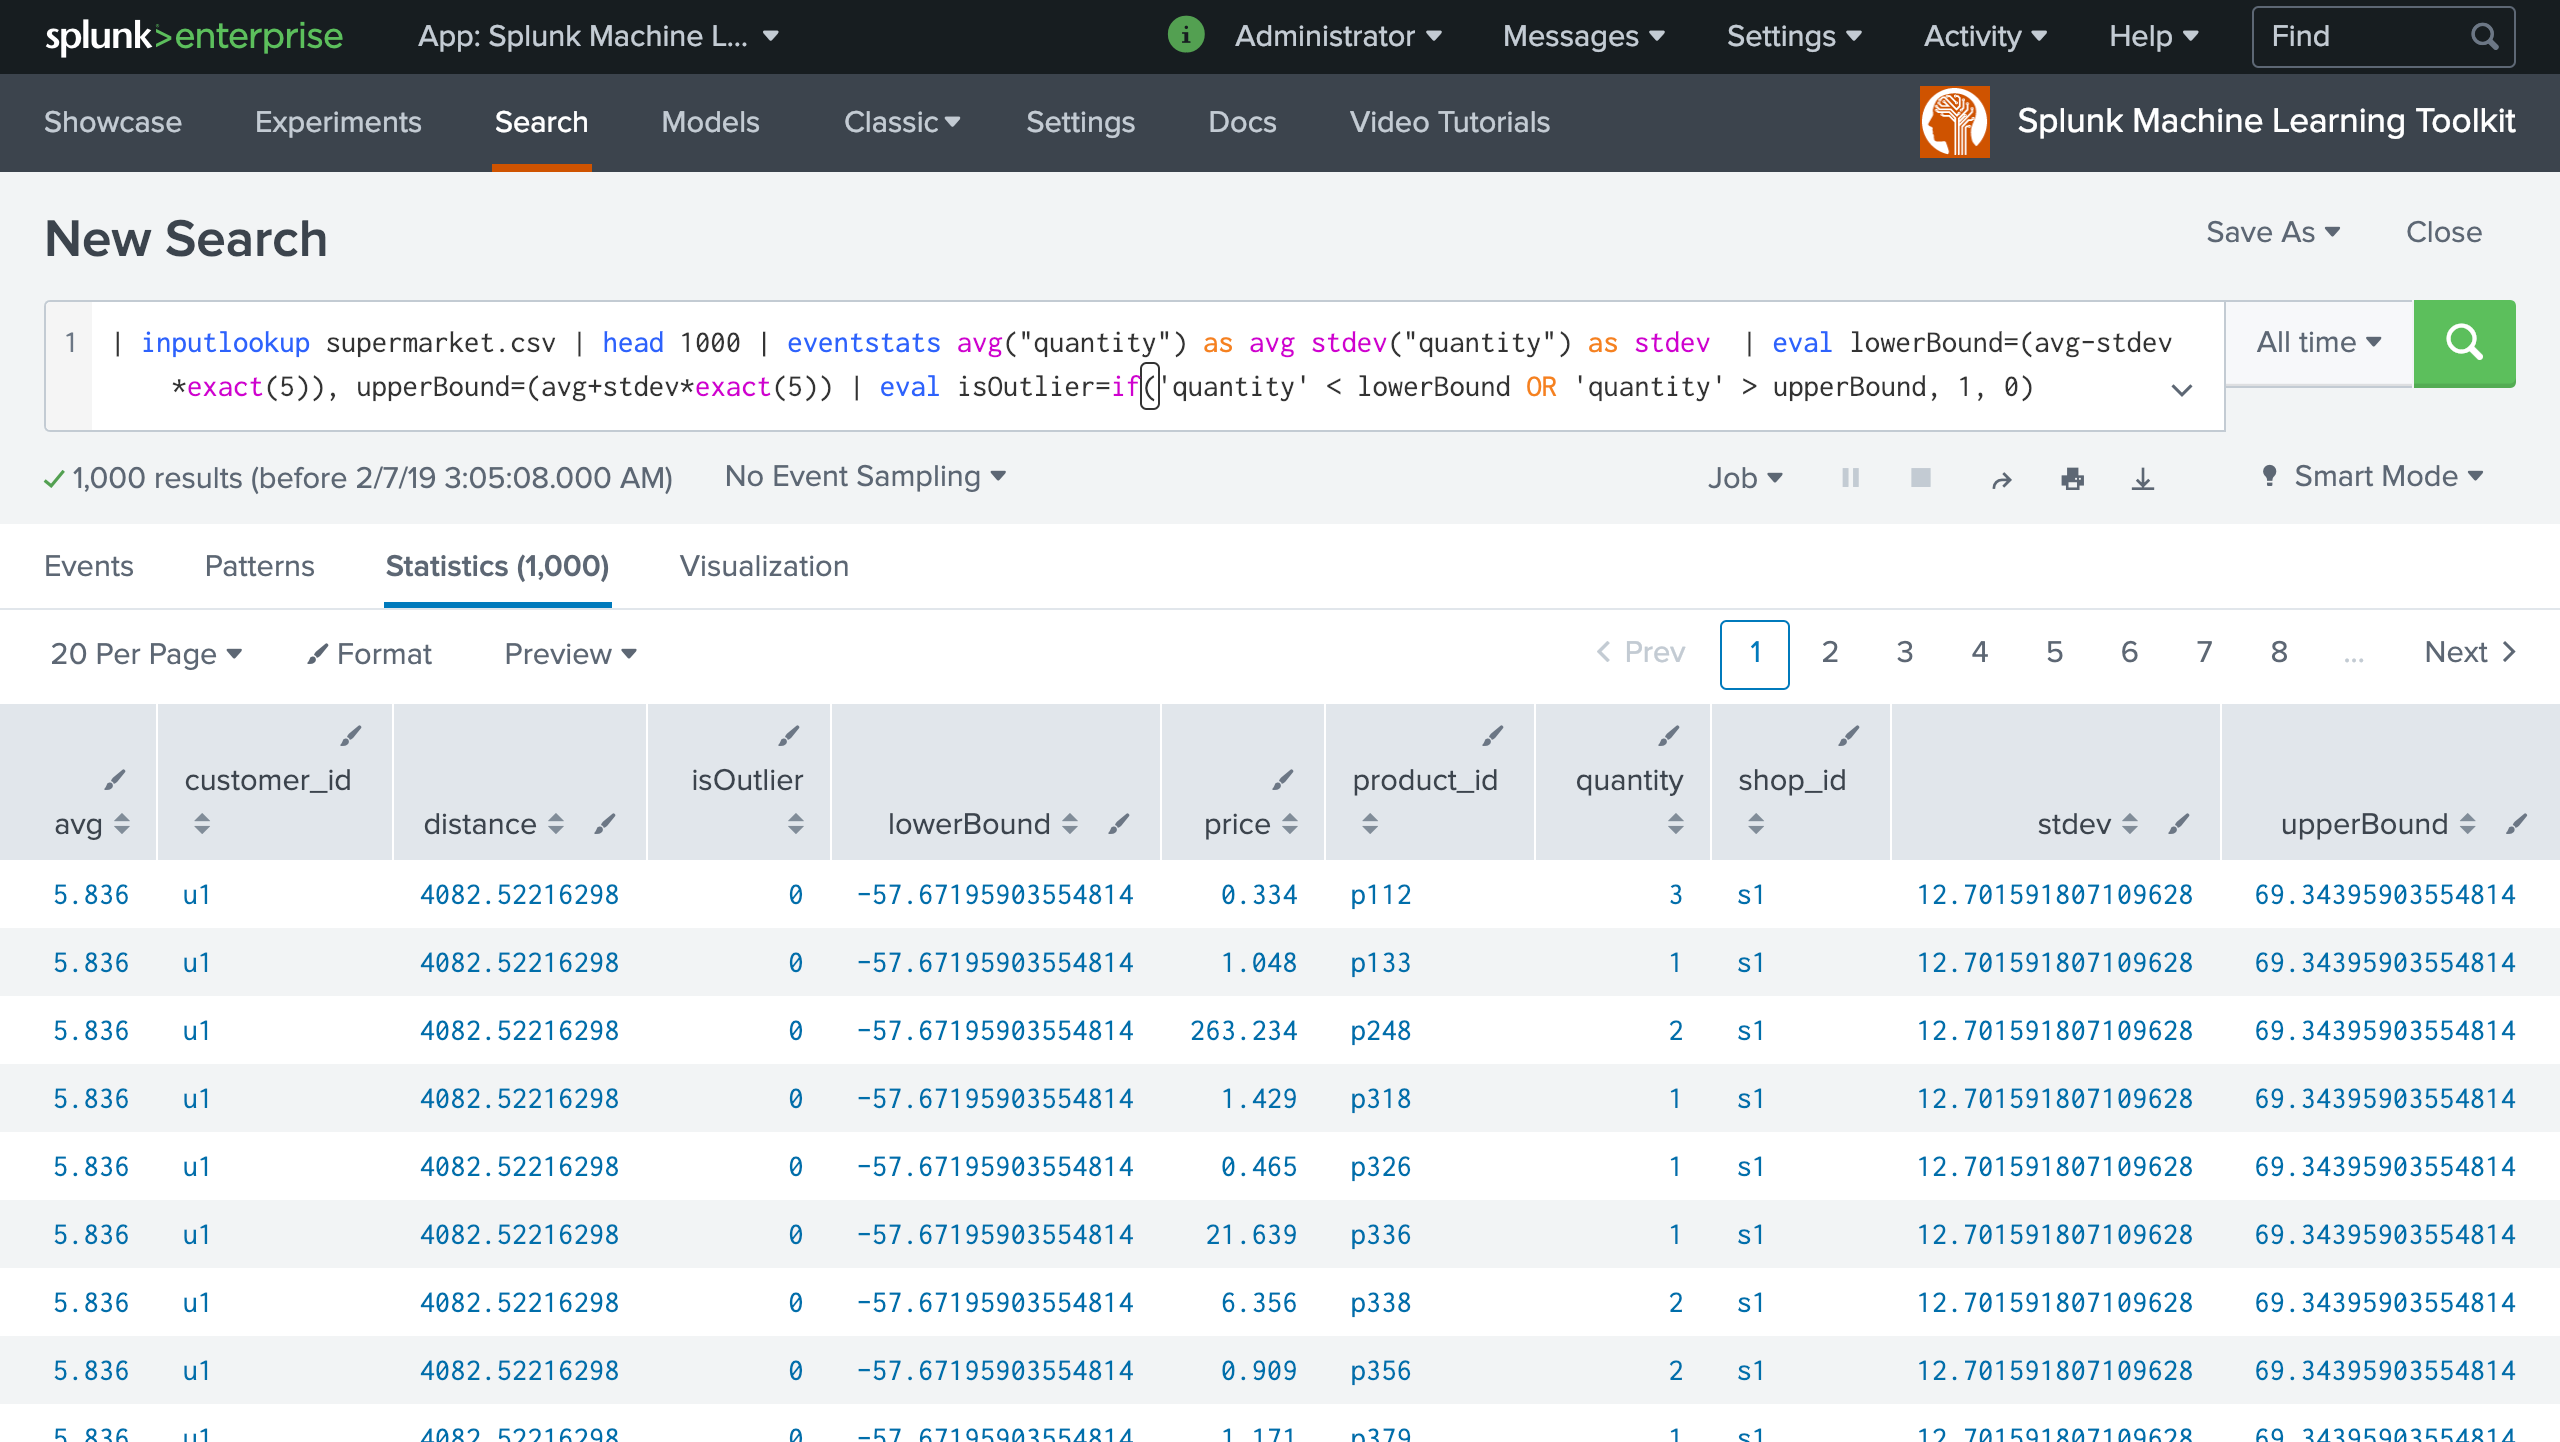 splunk>enterprise App: Splunk Machine L... i Administrator Messages Settings Activity Help Find
Showcase Experiments Search Models Classic Settings Docs Video Tutorials Splunk Machine Learning Toolkit
New Search Save As Close
1 | inputlookup supermarket.csv | head 1000 | eventstats avg("quantity") as avg stdev("quantity") as stdev | eval lowerBound=(avg-stdev All time
*exact(5)), upperBound=(avg+stdev*exact(5)) | eval isOutlier=if('quantity' < lowerBound OR 'quantity' > upperBound, 1, 0)
1,000 results (before 2/7/19 3:05:08.000 AM) No Event Sampling Job Smart Mode
Events Patterns Statistics (1,000) Visualization
20 Per Page Format Preview < Prev 1 2 3 4 5 6 7 8 ... Next >
avg customer_id distance isOutlier lowerBound price product_id quantity shop_id stdev upperBound
5.836 u1 4082.52216298 0 -57.67195903554814 0.334 p112 3 s1 12.701591807109628 69.34395903554814
5.836 u1 4082.52216298 0 -57.67195903554814 1.048 p133 1 s1 12.701591807109628 69.34395903554814
5.836 u1 4082.52216298 0 -57.67195903554814 263.234 p248 2 s1 12.701591807109628 69.34395903554814
5.836 u1 4082.52216298 0 -57.67195903554814 1.429 p318 1 s1 12.701591807109628 69.34395903554814
5.836 u1 4082.52216298 0 -57.67195903554814 0.465 p326 1 s1 12.701591807109628 69.34395903554814
5.836 u1 4082.52216298 0 -57.67195903554814 21.639 p336 1 s1 12.701591807109628 69.34395903554814
5.836 u1 4082.52216298 0 -57.67195903554814 6.356 p338 2 s1 12.701591807109628 69.34395903554814
5.836 u1 4082.52216298 0 -57.67195903554814 0.909 p356 2 s1 12.701591807109628 69.34395903554814
5.836 u1 4082.52216298 0 -57.67195903554814 1.171 p379 1 s1 12.701591807109628 69.34395903554814